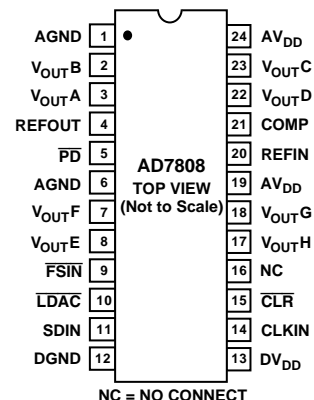 AGND 1 24 AVDD
VOUTB 2 23 VOUTC
VOUTA 3 22 VOUTD
REFOUT 4 21 COMP
PD 5 20 REFIN
AGND 6 19 AVDD
VOUTF 7 18 VOUTG
VOUTE 8 17 VOUTH
FSIN 9 16 NC
LDAC 10 15 CLR
SDIN 11 14 CLKIN
DGND 12 13 DVDD
AD7808
TOP VIEW
(Not to Scale)
NC = NO CONNECT